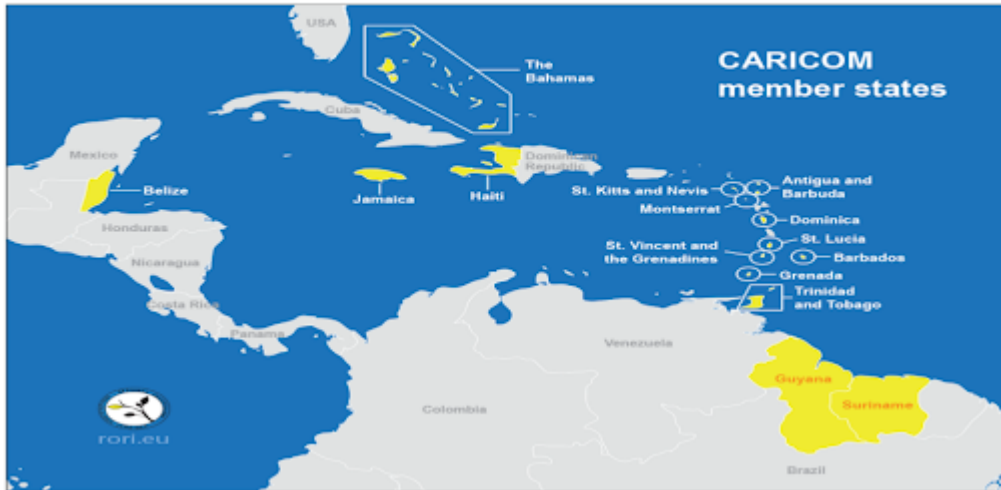 USA
CARICOM
member states
The
Bahamas
Cuba
Mexico
Dominican
Republic
Belize
Jamaica
Haiti
St. Kitts and Nevis
Antigua and
Barbuda
Montserrat
Dominica
Honduras
St. Vincent and
the Grenadines
St. Lucia
Barbados
Nicaragua
Grenada
Costa Rica
Trinidad
and Tobago
Panama
Venezuela
Guyana
Suriname
Colombia
rori.eu
Brazil